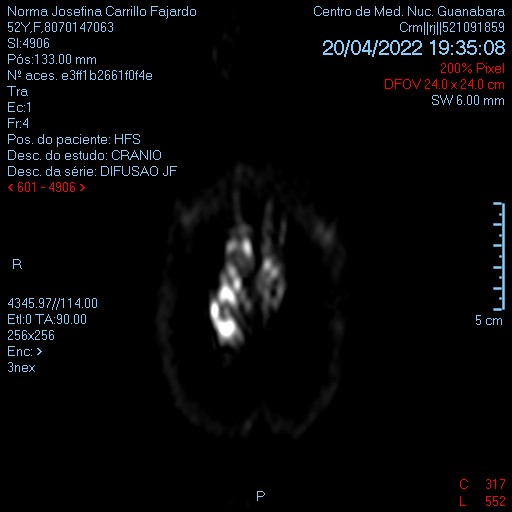 Norma Josefina Carrillo Fajardo
52Y,F,8070147063
Sl:4906
Pós:133.00 mm
Nº aces. e3ff1b2661f0f4e
Tra
Ec:1
Fr:4
Pos. do paciente: HFS
Desc. do estudo: CRANIO
Desc. da série: DIFUSAO JF
< 601 - 4906 >
Centro de Med. Nuc. Guanabara
Crm||rj||521091859
20/04/2022 19:35:08
200% Pixel
DFOV 24.0 x 24.0 cm
SW 6.00 mm
R
5 cm
4345.97//114.00
Etl:0 TA:90.00
256x256
Enc: >
3nex
P
C 317
L 552